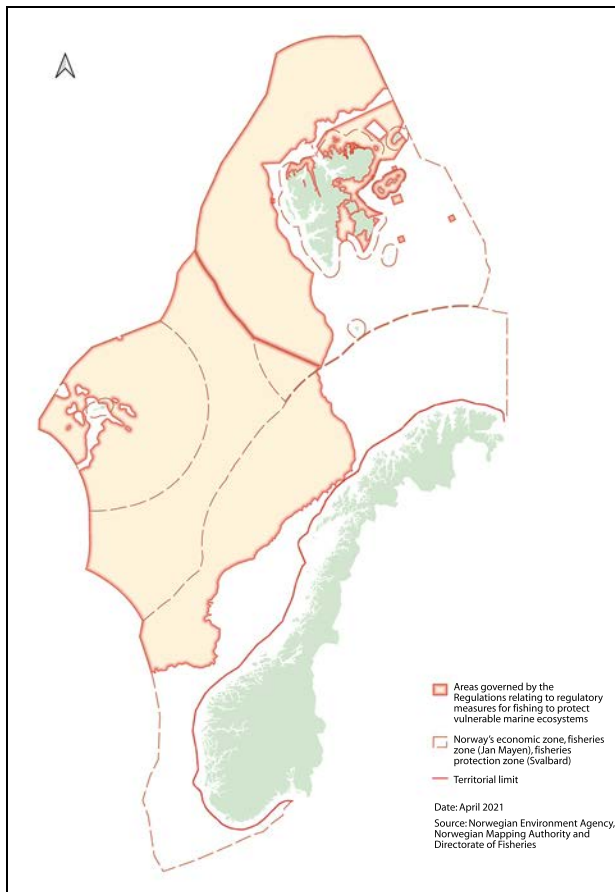 Areas governed by the
Regulations relating to regulatory
measures for fishing to protect
vulnerable marine ecosystems
Norway's economic zone, fisheries
zone (Jan Mayen), fisheries
protection zone (Svalbard)
Territorial limit
Date: April 2021
Source: Norwegian Environment Agency,
Norwegian Mapping Authority and
Directorate of Fisheries